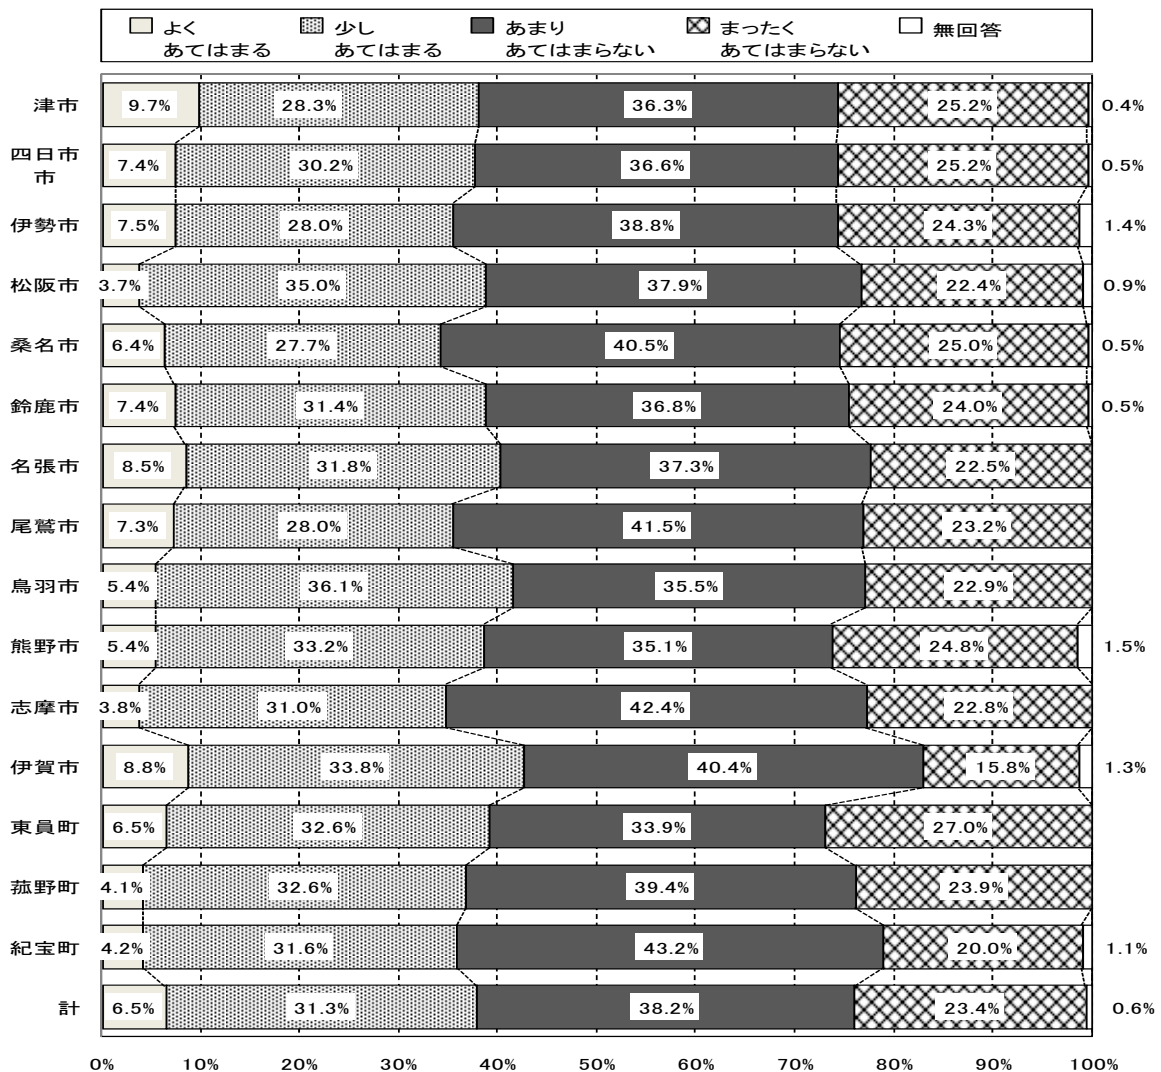 よく
あてはまる
少し
あてはまる
あまり
あてはまらない
まったく
あてはまらない
無回答
津市 9.7% 28.3% 36.3% 25.2% 0.4%
四日市
市 7.4% 30.2% 36.6% 25.2% 0.5%
伊勢市 7.5% 28.0% 38.8% 24.3% 1.4%
松阪市 3.7% 35.0% 37.9% 22.4% 0.9%
桑名市 6.4% 27.7% 40.5% 25.0% 0.5%
鈴鹿市 7.4% 31.4% 36.8% 24.0% 0.5%
名張市 8.5% 31.8% 37.3% 22.5%
尾鷲市 7.3% 28.0% 41.5% 23.2%
鳥羽市 5.4% 36.1% 35.5% 22.9%
熊野市 5.4% 33.2% 35.1% 24.8% 1.5%
志摩市 3.8% 31.0% 42.4% 22.8%
伊賀市 8.8% 33.8% 40.4% 15.8% 1.3%
東員町 6.5% 32.6% 33.9% 27.0%
菰野町 4.1% 32.6% 39.4% 23.9%
紀宝町 4.2% 31.6% 43.2% 20.0% 1.1%
計 6.5% 31.3% 38.2% 23.4% 0.6%
0% 10% 20% 30% 40% 50% 60% 70% 80% 90% 100%